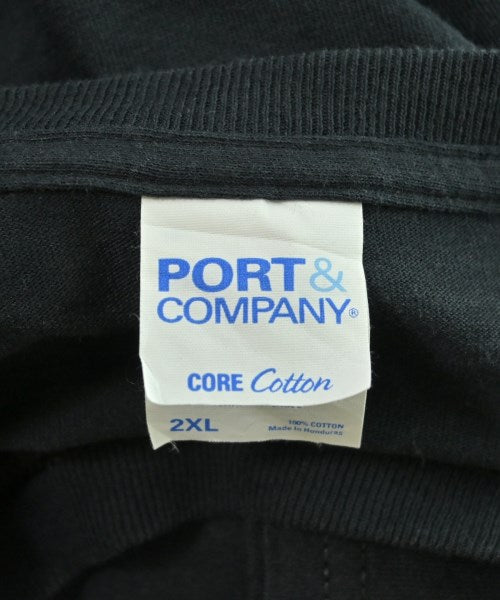 PORT&
COMPANY®
CORE Cotton
2XL
100% COTTON
Made in Honduras